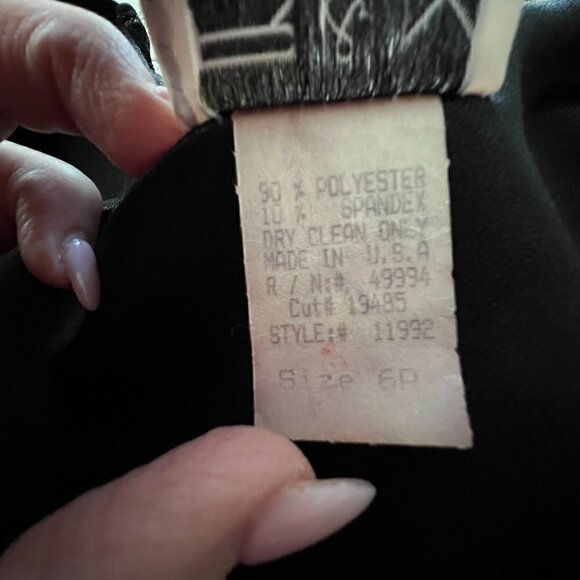 90 % POLYESTER
10 % SPANDEX
DRY CLEAN ONLY
MADE IN U.S.A
R / N:#, 49994
Cut# 19485
STYLE:# 11992
Size 6P